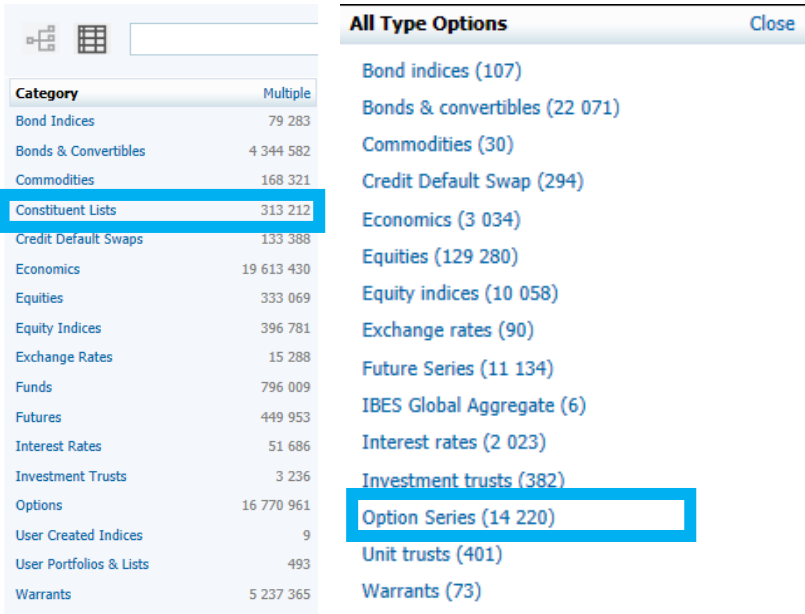 Category Multiple
Bond Indices 79 283
Bonds & Convertibles 4 344 582
Commodities 168 321
Constituent Lists 313 212
Credit Default Swaps 133 388
Economics 19 613 430
Equities 333 069
Equity Indices 396 781
Exchange Rates 15 288
Funds 796 009
Futures 449 953
Interest Rates 51 686
Investment Trusts 3 236
Options 16 770 961
User Created Indices 9
User Portfolios & Lists 493
Warrants 5 237 365
All Type Options Close
Bond indices (107)
Bonds & convertibles (22 071)
Commodities (30)
Credit Default Swap (294)
Economics (3 034)
Equities (129 280)
Equity indices (10 058)
Exchange rates (90)
Future Series (11 134)
IBES Global Aggregate (6)
Interest rates (2 023)
Investment trusts (382)
Option Series (14 220)
Unit trusts (401)
Warrants (73)